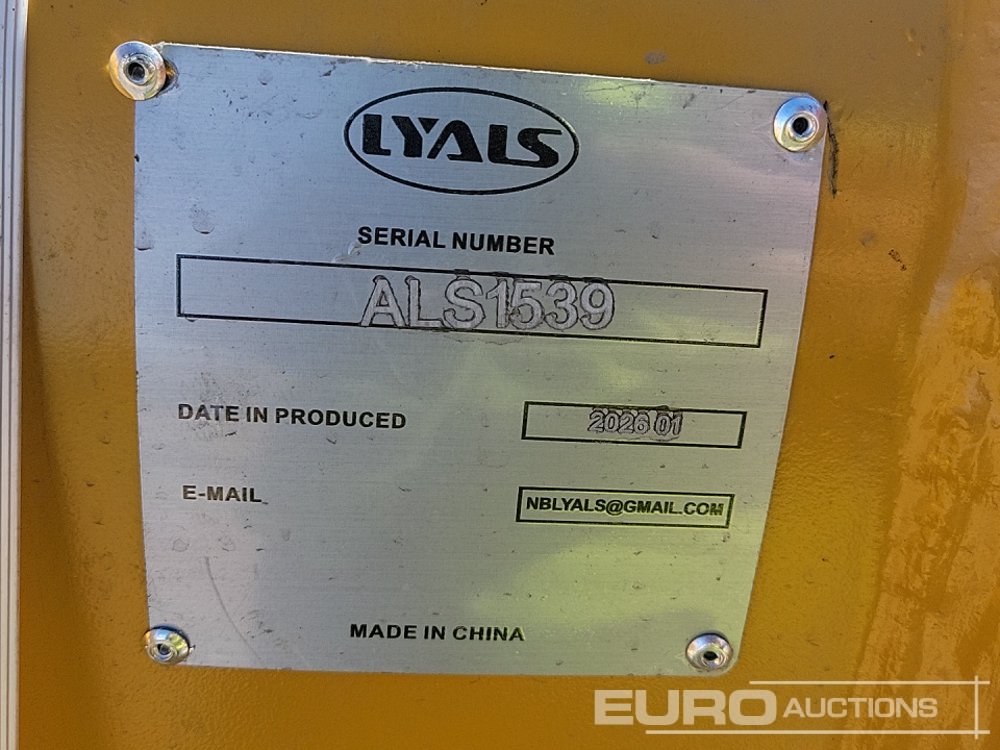 LYALS
SERIAL NUMBER
ALS1539
DATE IN PRODUCED 2026 01
E-MAIL NBLYALS@GMAIL.COM
MADE IN CHINA
EURO AUCTIONS